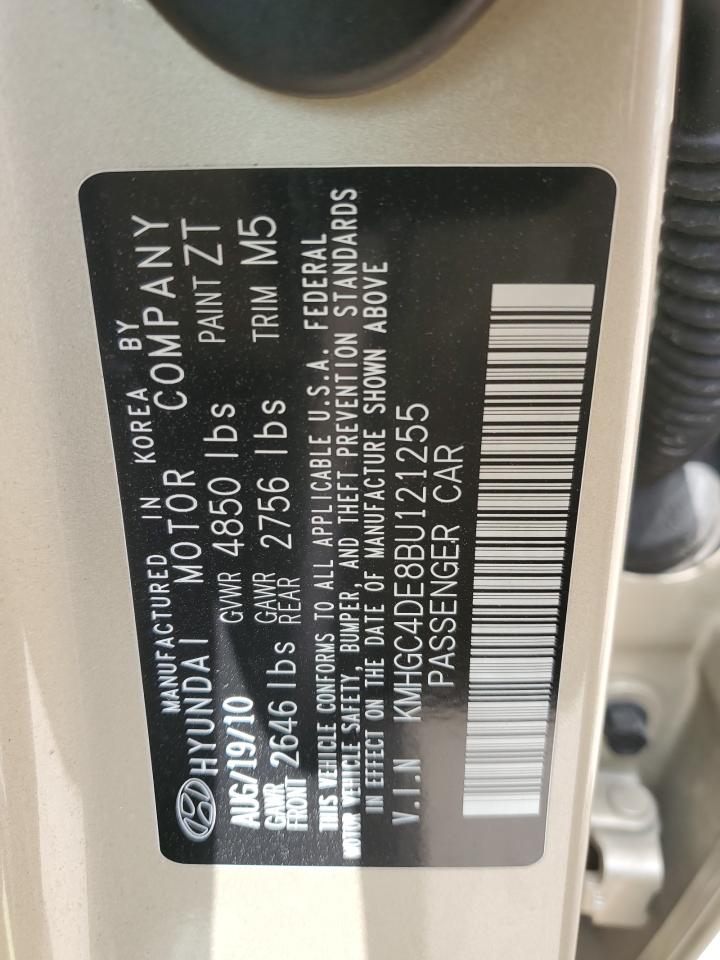 MANUFACTURED IN KOREA BY
HYUNDAI MOTOR COMPANY
AUG/19/10 GVWR 4850 lbs PAINT ZT
GAWR FRONT 2646 lbs GAWR REAR 2756 lbs TRIM M5
THIS VEHICLE CONFORMS TO ALL APPLICABLE U.S.A. FEDERAL
MOTOR VEHICLE SAFETY, BUMPER, AND THEFT PREVENTION STANDARDS
IN EFFECT ON THE DATE OF MANUFACTURE SHOWN ABOVE
V.I.N KMHGC4DE8BU121255
PASSENGER CAR